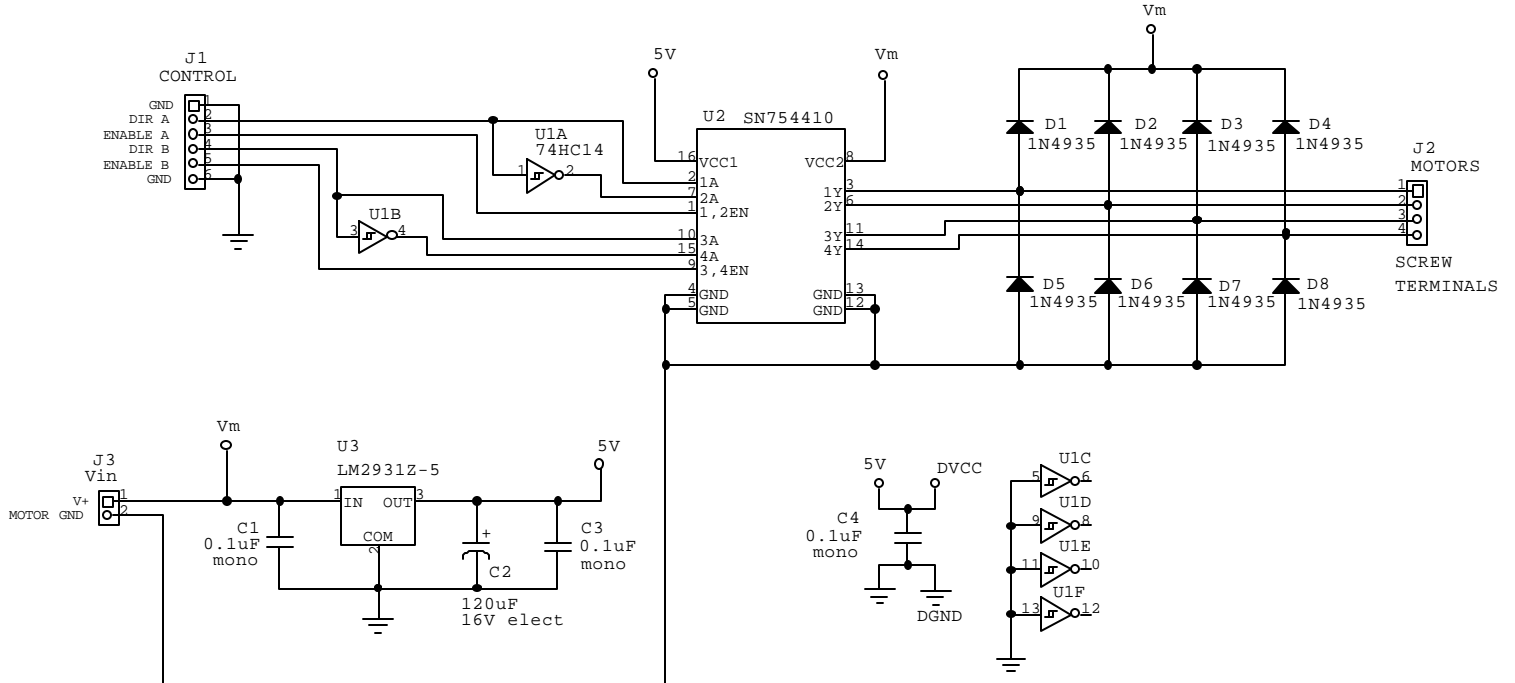 J1
CONTROL
GND 1
DIR A 2
ENABLE A 3
DIR B 4
ENABLE B 5
GND 6
U1A
74HC14
1 2
U1B
3 4
5V
Vm
U2 SN754410
16 VCC1 VCC2 8
2 1A
7 2A
1 1,2EN
10 3A
15 4A
9 3,4EN
4 GND
5 GND
1Y 3
2Y 6
3Y 11
4Y 14
GND 13
GND 12
Vm
D1
1N4935
D2
1N4935
D3
1N4935
D4
1N4935
D5
1N4935
D6
1N4935
D7
1N4935
D8
1N4935
J2
MOTORS
1
2
3
4
SCREW
TERMINALS
J3
Vin
V+ 1
MOTOR GND 2
Vm
U3
LM2931Z-5
1 IN OUT 3
COM
2
5V
C1
0.1uF
mono
+
C2
120uF
16V elect
C3
0.1uF
mono
5V
DVCC
C4
0.1uF
mono
DGND
U1C
5 6
U1D
9 8
U1E
11 10
U1F
13 12